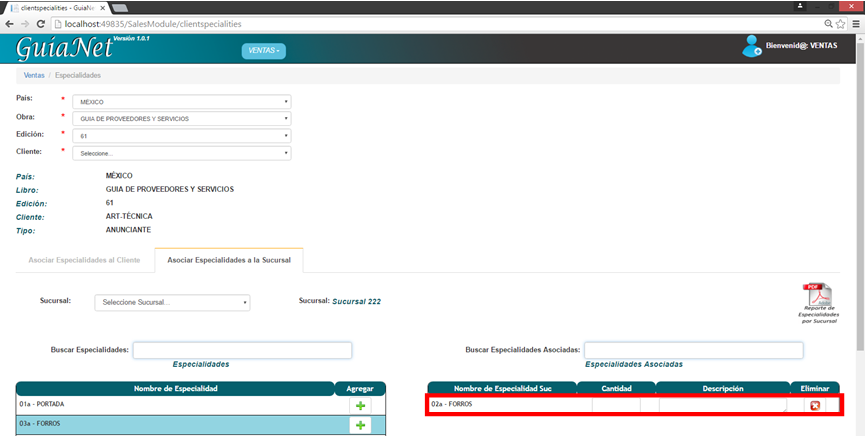 clientspecialities - GuiaNe
localhost:49835/SalesModule/clientspecialities
GuíaNet Versión 1.0.1
VENTAS
Bienvenid@: VENTAS
Ventas / Especialidades
País: * MÉXICO
Obra: * GUIA DE PROVEEDORES Y SERVICIOS
Edición: * 61
Cliente: * Seleccione...
País: MÉXICO
Libro: GUIA DE PROVEEDORES Y SERVICIOS
Edición: 61
Cliente: ART-TÉCNICA
Tipo: ANUNCIANTE
Asociar Especialidades al Cliente Asociar Especialidades a la Sucursal
Sucursal: Seleccione Sucursal... Sucursal: Sucursal 222
PDF
Reporte de
Especialidades
por Sucursal
Buscar Especialidades: Buscar Especialidades Asociadas:
Especialidades Especialidades Asociadas
Nombre de Especialidad Agregar Nombre de Especialidad Suc Cantidad Descripción Eliminar
01a - PORTADA 02a - FORROS
03a - FORROS